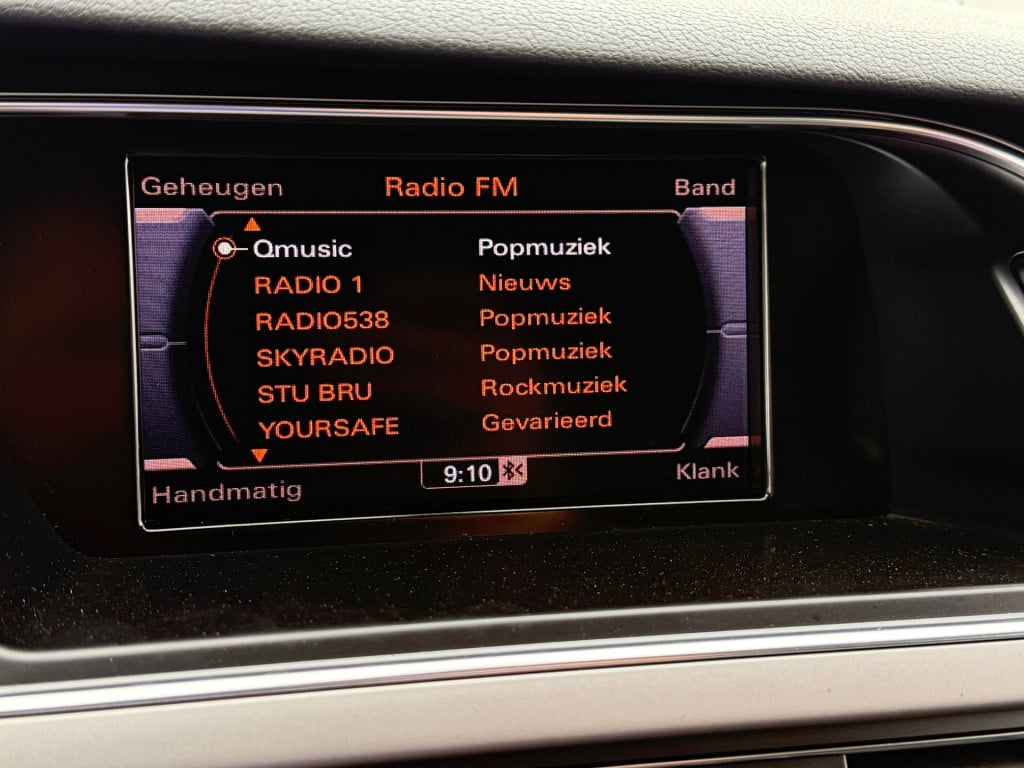 Geheugen Radio FM Band
Qmusic Popmuziek
RADIO 1 Nieuws
RADIO538 Popmuziek
SKYRADIO Popmuziek
STU BRU Rockmuziek
YOURSAFE Gevarieerd
Handmatig 9:10 Klank